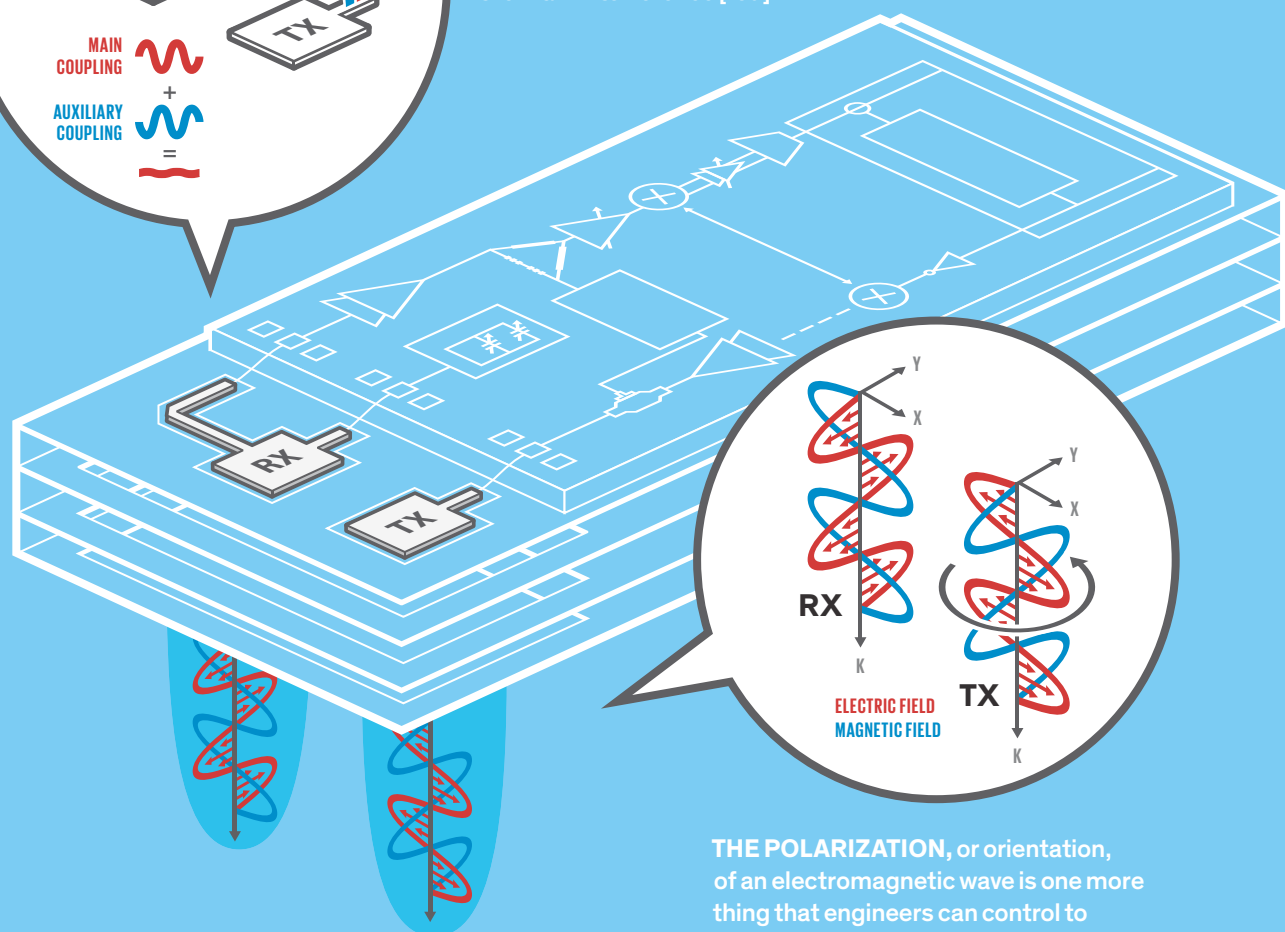 TX
MAIN
COUPLING
+
AUXILIARY
COUPLING
=
RX
TX
Y
X
Y
X
RX
K
TX
ELECTRIC FIELD
MAGNETIC FIELD
K
THE POLARIZATION, or orientation,
of an electromagnetic wave is one more
thing that engineers can control to